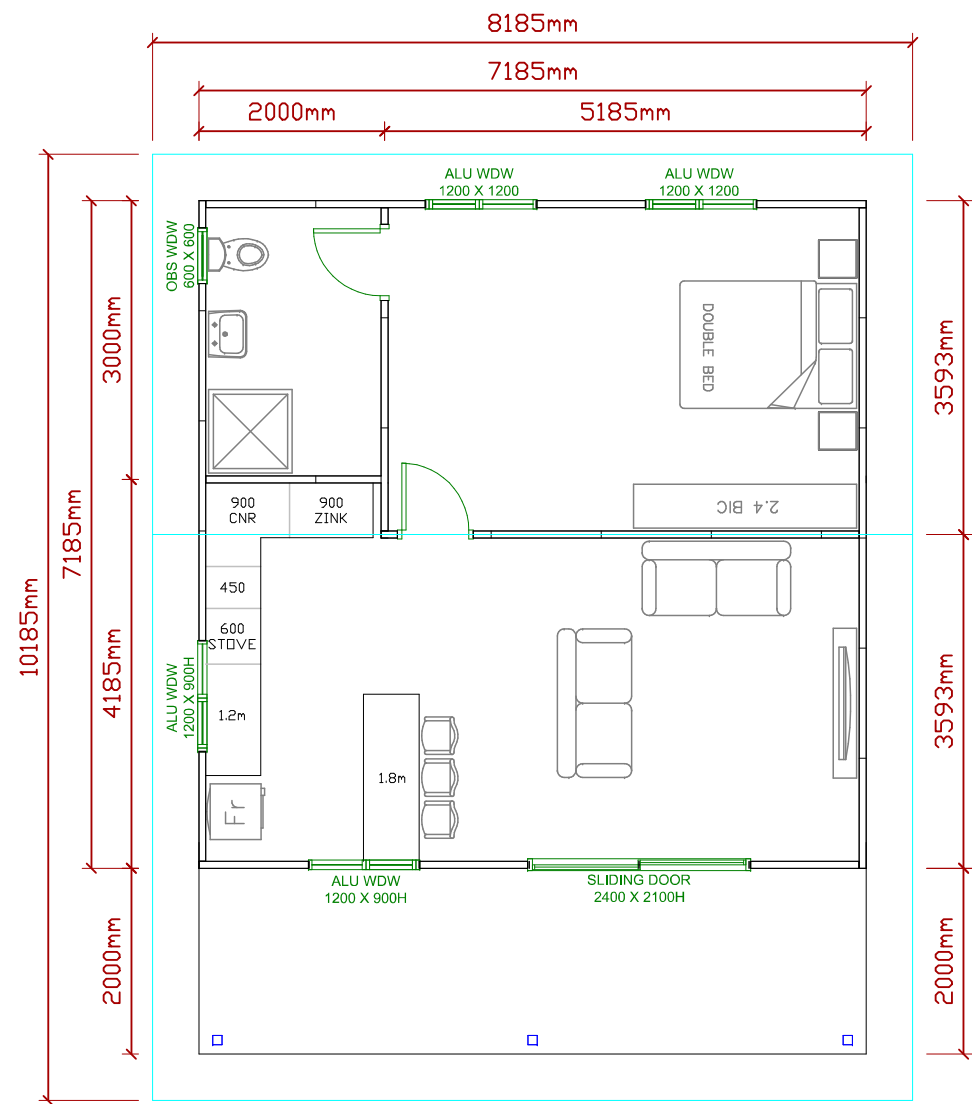 8185mm
7185mm
2000mm
5185mm
ALU WDW
1200 X 1200
ALU WDW
1200 X 1200
OBS WDW
600 X 600
3000mm
3593mm
DOUBLE BED
900
CNR
900
ZINK
2.4 BIC
7185mm
10185mm
450
600
STOVE
4185mm
ALU WDW
1200 X 900H
1.2m
3593mm
1.8m
Fr
ALU WDW
1200 X 900H
SLIDING DOOR
2400 X 2100H
2000mm
2000mm